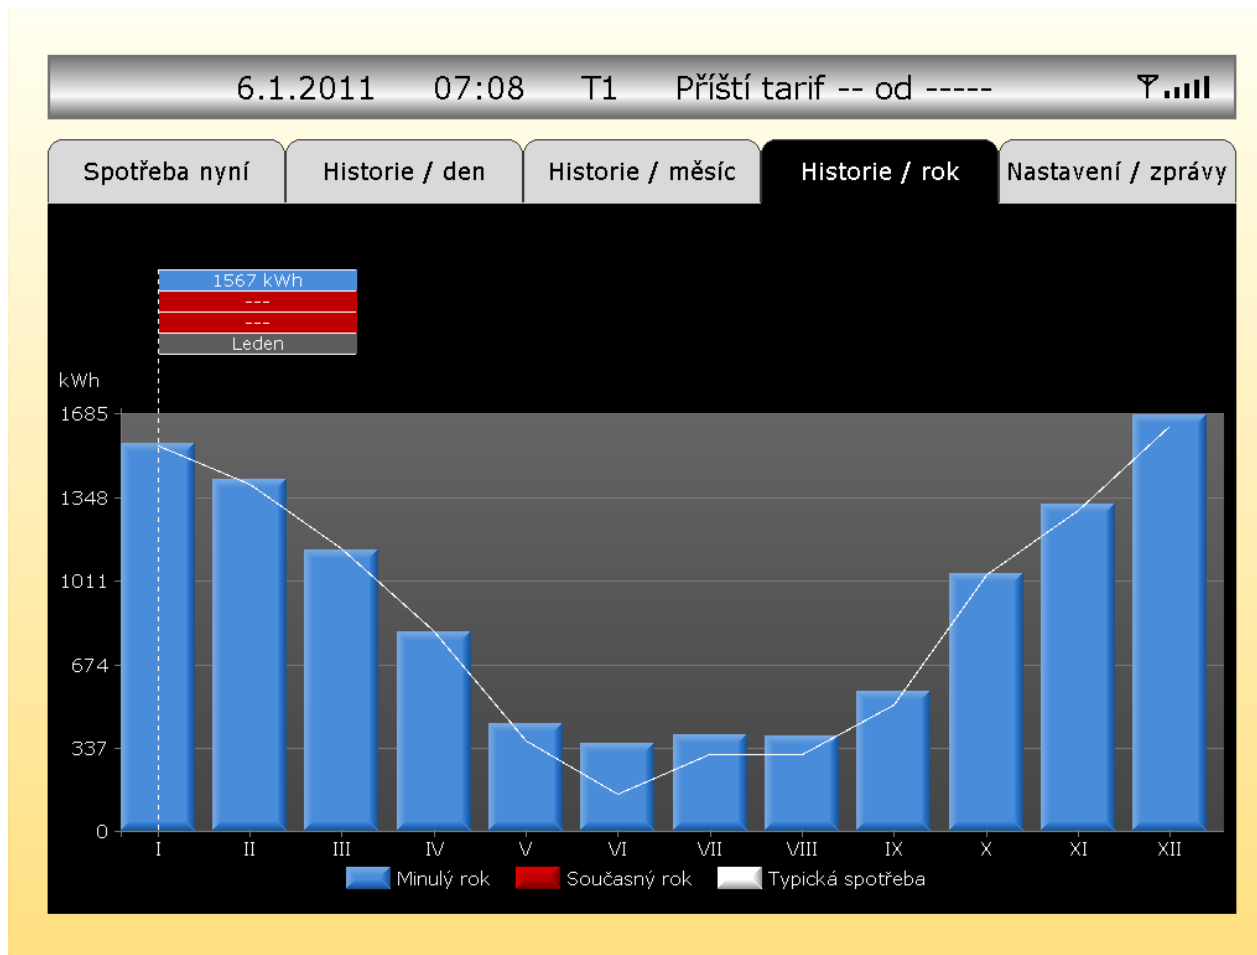 6.1.2011 07:08 T1 Příští tarif -- od -----
Spotřeba nyní Historie / den Historie / měsíc Historie / rok Nastavení / zprávy
1567 kWh
---
---
Leden
kWh
1685
1348
1011
674
337
0
I II III IV V VI VII VIII IX X XI XII
Minulý rok Současný rok Typická spotřeba